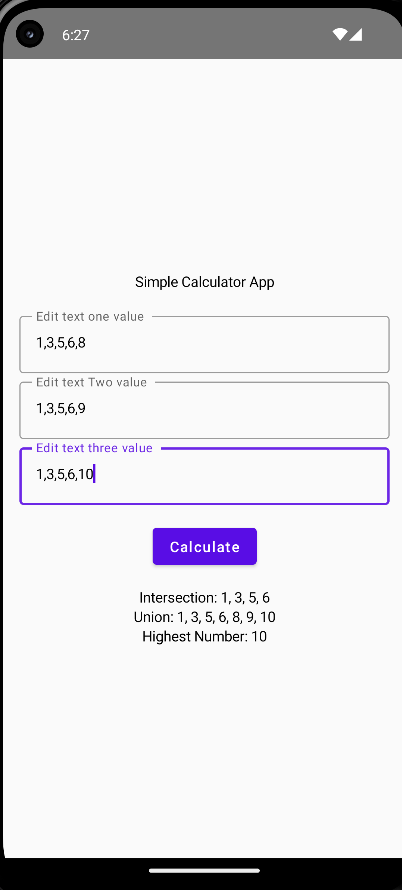 6:27
Simple Calculator App
Edit text one value
1,3,5,6,8
Edit text Two value
1,3,5,6,9
Edit text three value
1,3,5,6,10
Calculate
Intersection: 1, 3, 5, 6
Union: 1, 3, 5, 6, 8, 9, 10
Highest Number: 10